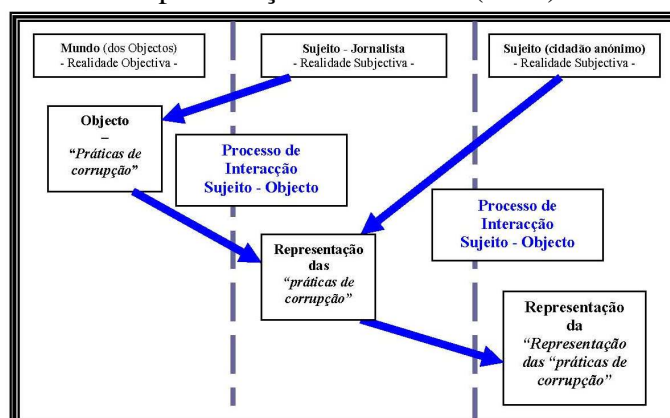 Mundo (dos Objectos)
- Realidade Objectiva -
Sujeito - Jornalista
- Realidade Subjectiva -
Sujeito (cidadão anónimo)
- Realidade Subjectiva -
Objecto
–
“Práticas de
corrupção”
Processo de
Interacção
Sujeito - Objecto
Processo de
Interacção
Sujeito - Objecto
Representação
das
“práticas de
corrupção”
Representação
da
“Representação
das “práticas de
corrupção”